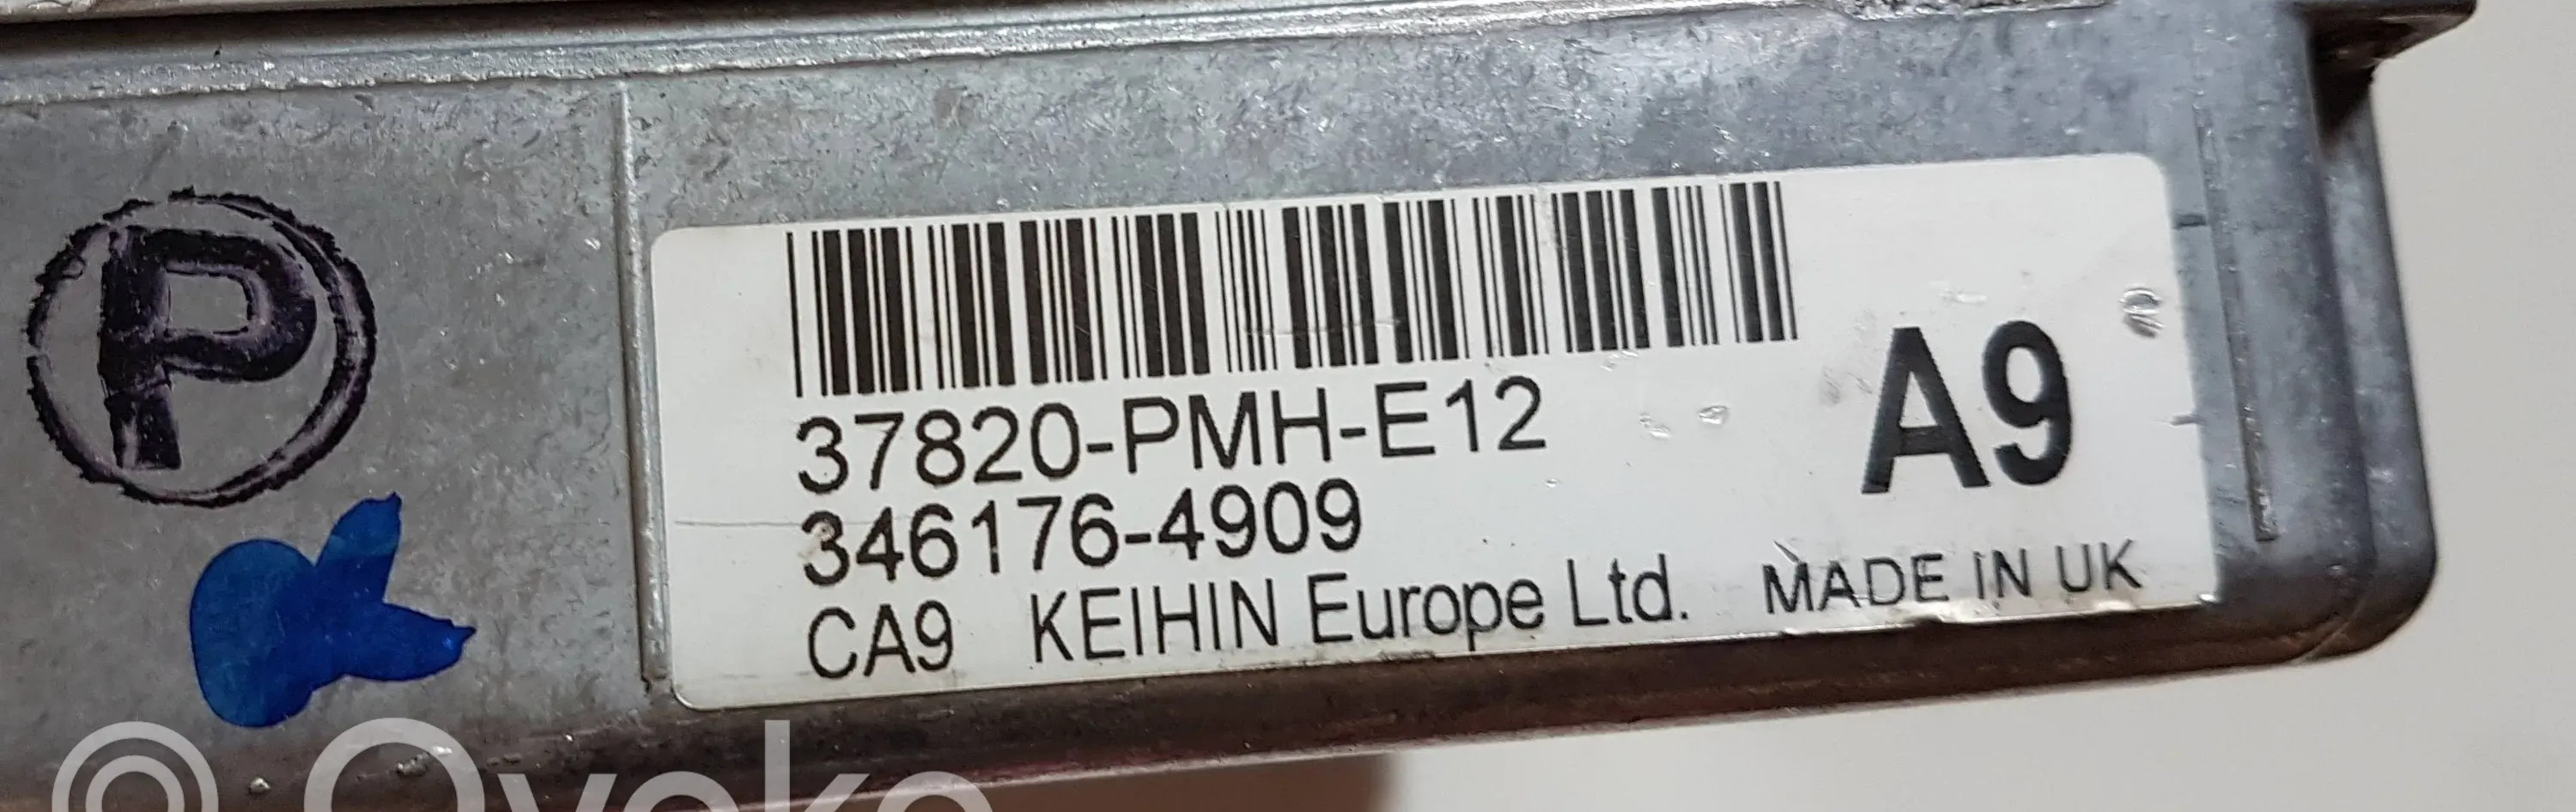 P
37820-PMH-E12
346176-4909
A9
CA9 KEIHIN Europe Ltd. MADE IN UK
Ovoko